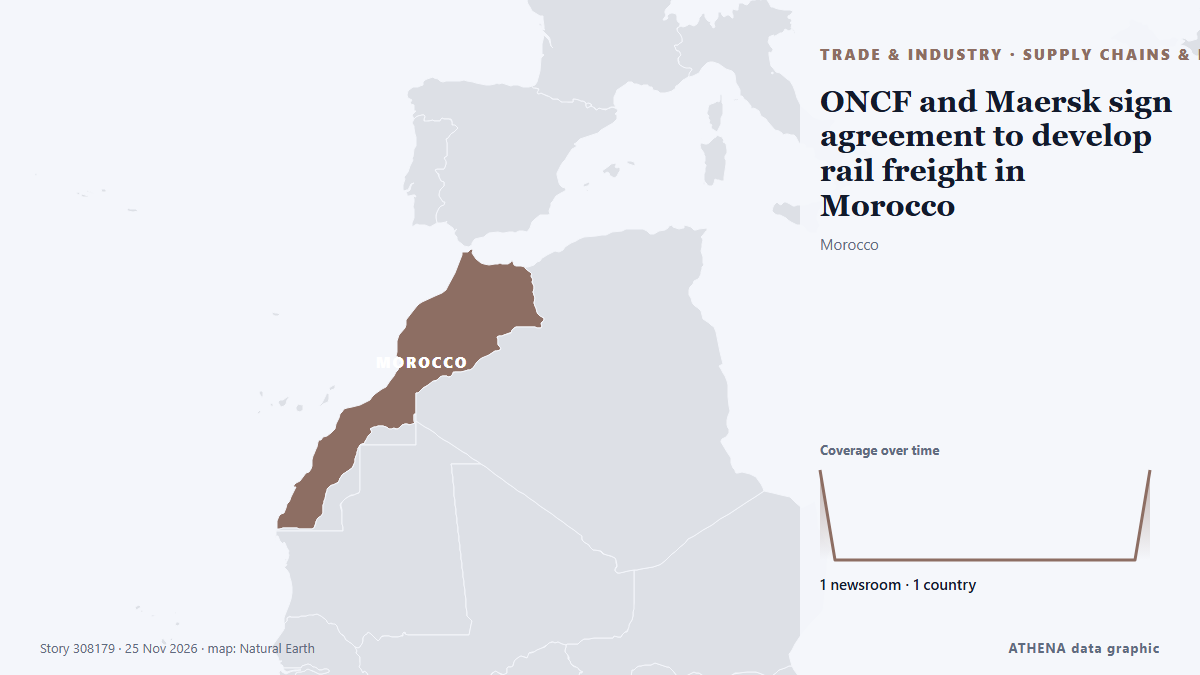 TRADE & INDUSTRY · SUPPLY CHAINS &
ONCF and Maersk sign
agreement to develop
rail freight in
Morocco
Morocco
MOROCCO
Coverage over time
1 newsroom · 1 country
Story 308179 · 25 Nov 2026 · map: Natural Earth
ATHENA data graphic